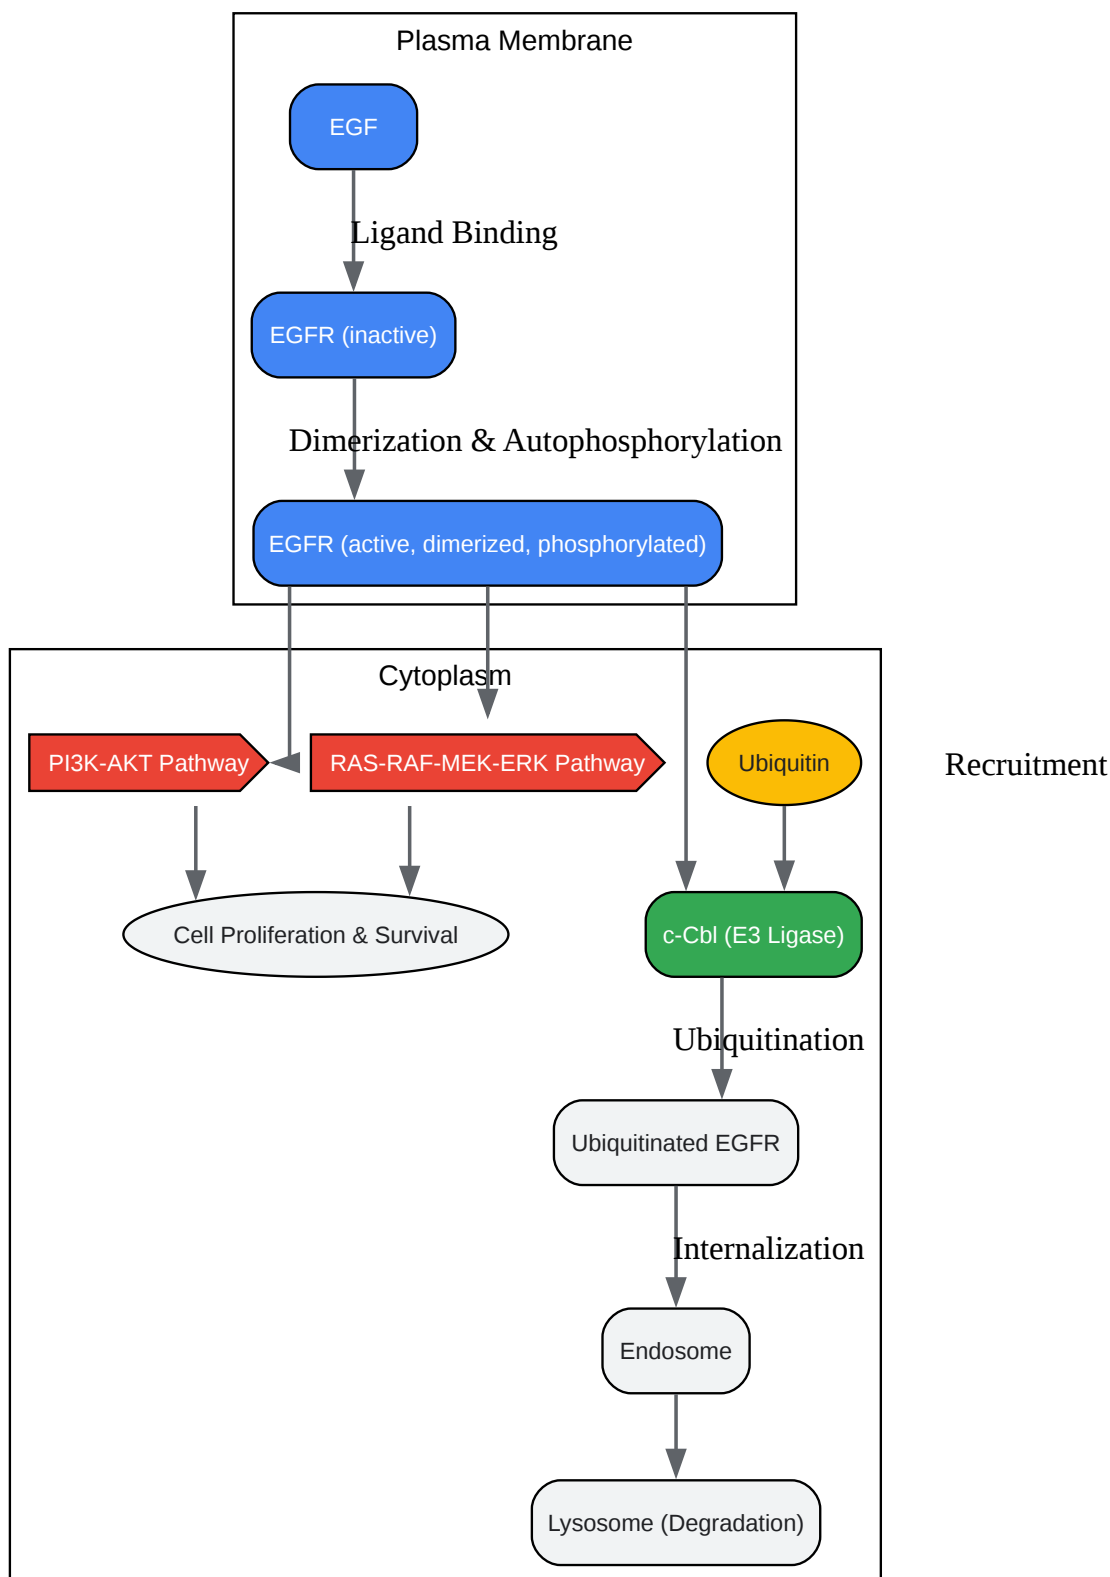 Plasma Membrane
EGF
Ligand Binding
EGFR (inactive)
Dimerization & Autophosphorylation
EGFR (active, dimerized, phosphorylated)
Cytoplasm
PI3K-AKT Pathway
RAS-RAF-MEK-ERK Pathway
Ubiquitin
Recruitment
Cell Proliferation & Survival
c-Cbl (E3 Ligase)
Ubiquitination
Ubiquitinated EGFR
Internalization
Endosome
Lysosome (Degradation)